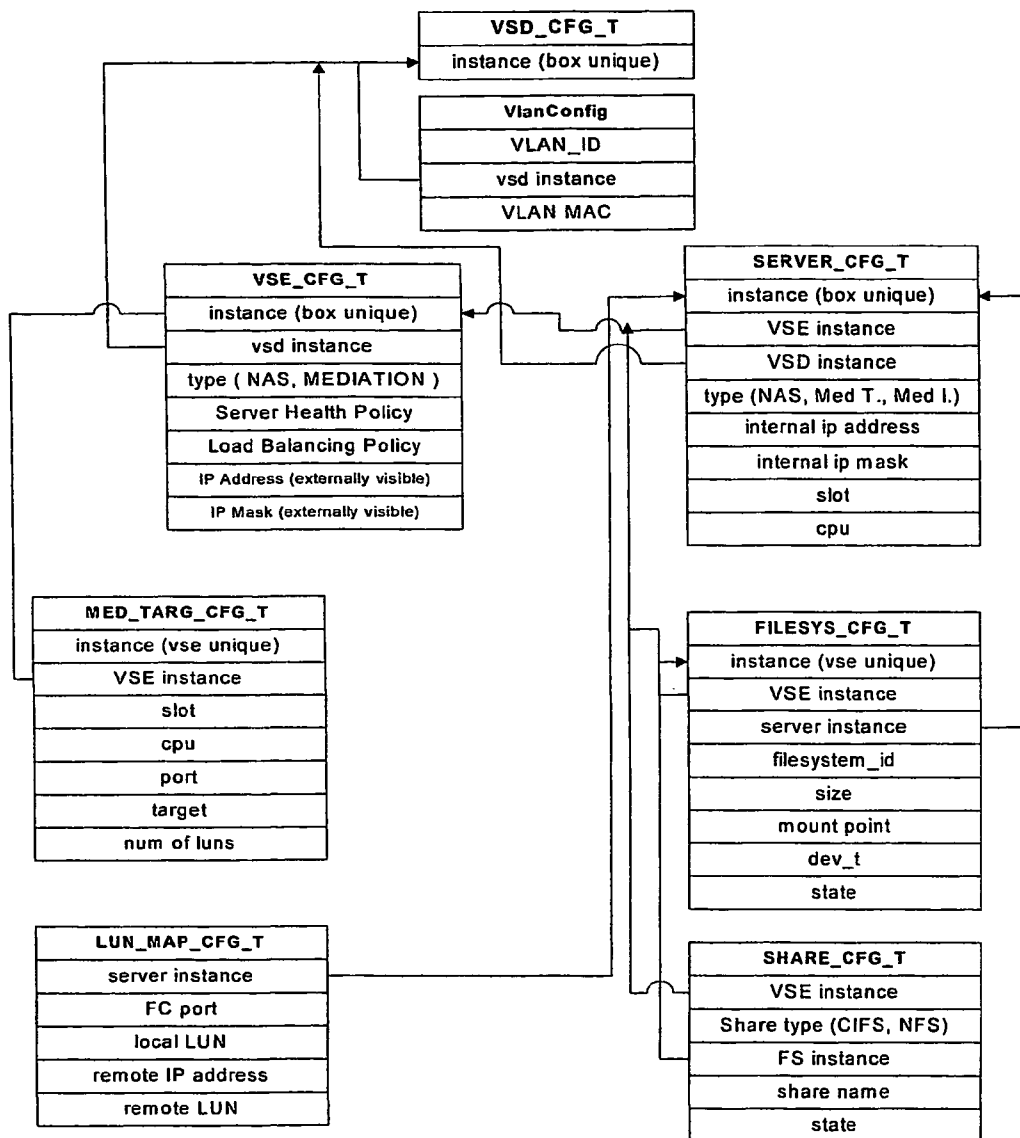 VSD_CFG_T
instance (box unique)
VlanConfig
VLAN_ID
vsd instance
VLAN MAC
VSE_CFG_T
instance (box unique)
vsd instance
type ( NAS, MEDIATION )
Server Health Policy
Load Balancing Policy
IP Address (externally visible)
IP Mask (externally visible)
SERVER_CFG_T
instance (box unique)
VSE instance
VSD instance
type (NAS, Med T., Med I.)
internal ip address
internal ip mask
slot
cpu
MED_TARG_CFG_T
instance (vse unique)
VSE instance
slot
cpu
port
target
num of luns
FILESYS_CFG_T
instance (vse unique)
VSE instance
server instance
filesystem_id
size
mount point
dev_t
state
LUN_MAP_CFG_T
server instance
FC port
local LUN
remote IP address
remote LUN
SHARE_CFG_T
VSE instance
Share type (CIFS, NFS)
FS instance
share name
state